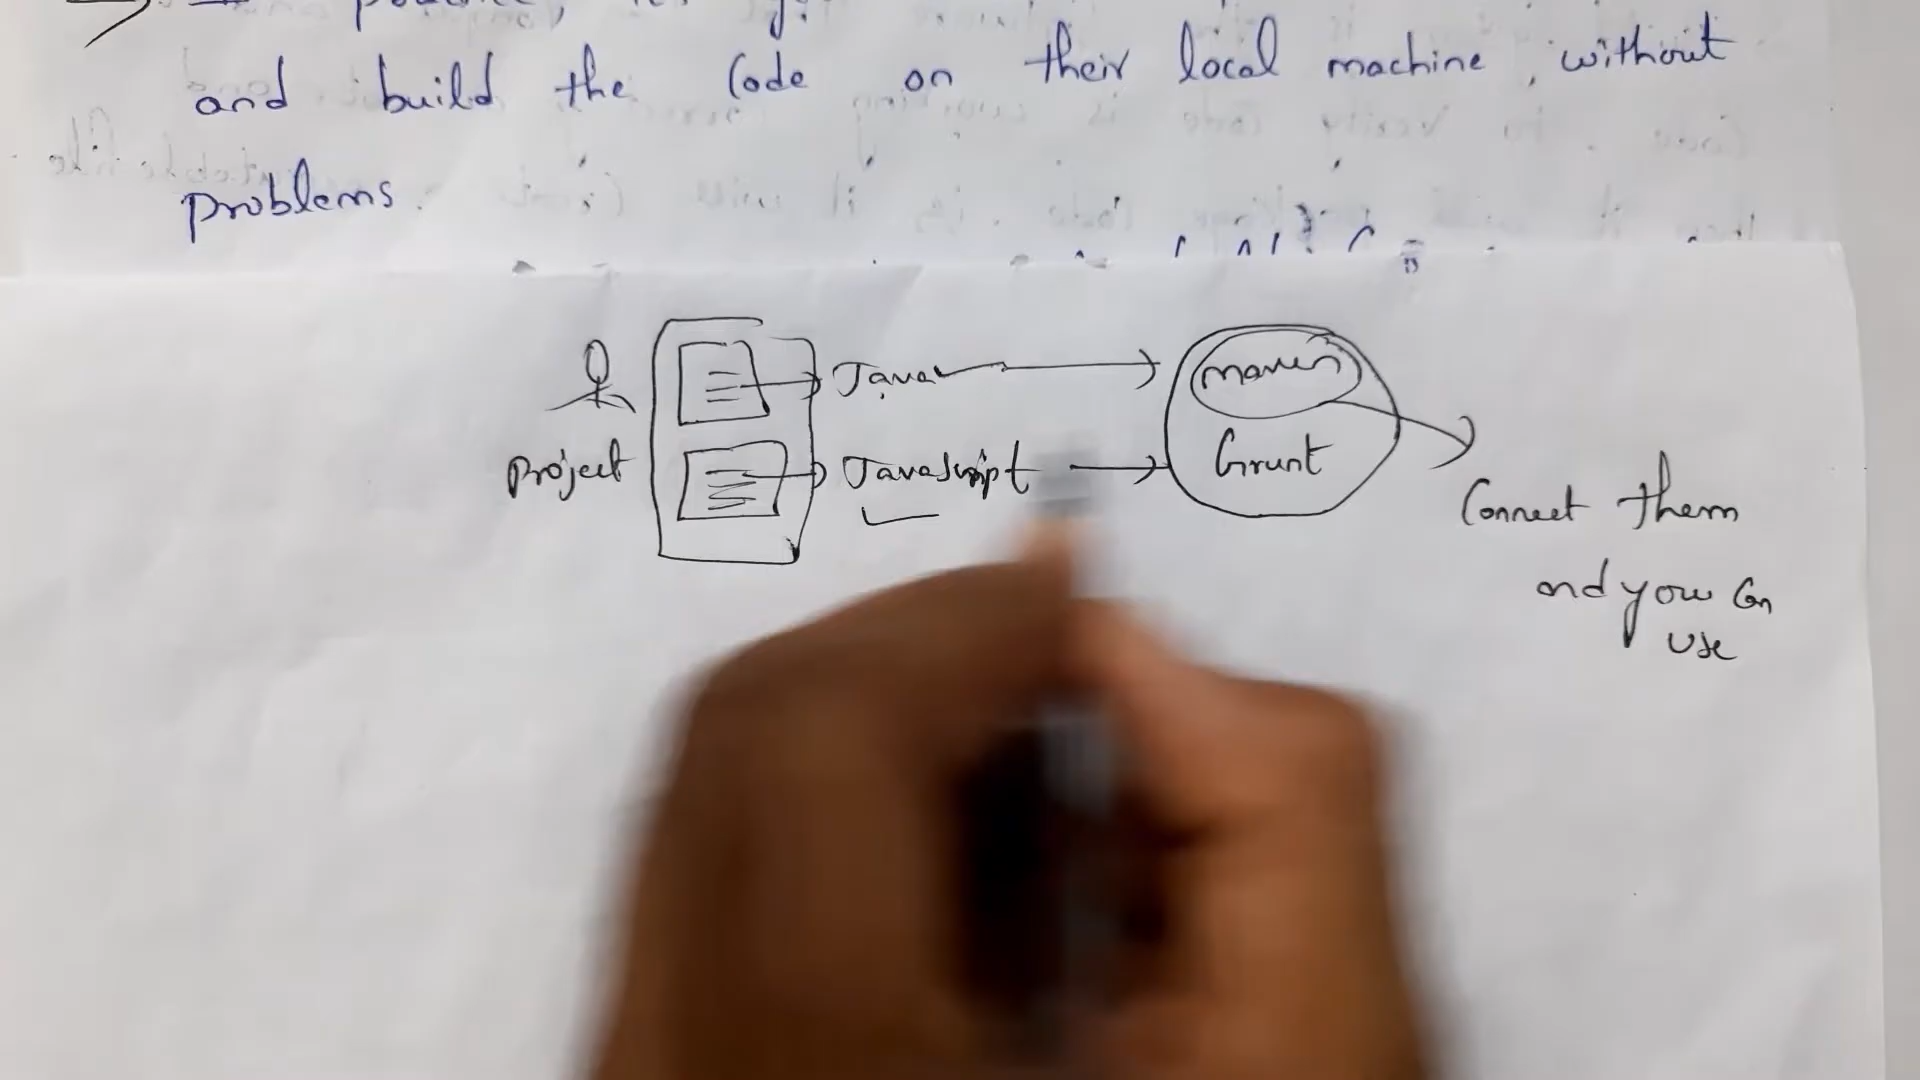 and build the Code on their local machine, without
problems.
Java
maven
Project
JavaScript
Grunt
Connect them
and you Can
use